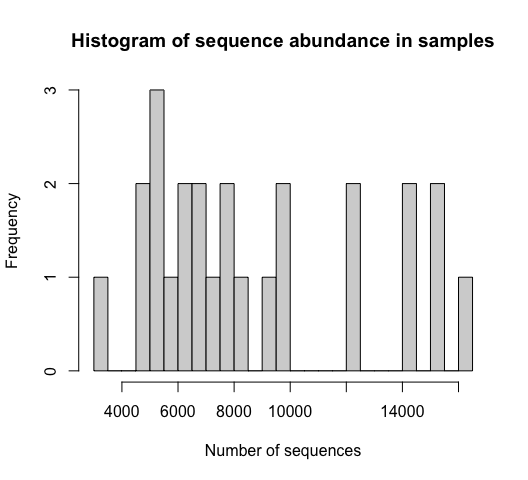 Histogram of sequence abundance in samples
Frequency
3
2
1
0
4000 6000 8000 10000 14000
Number of sequences